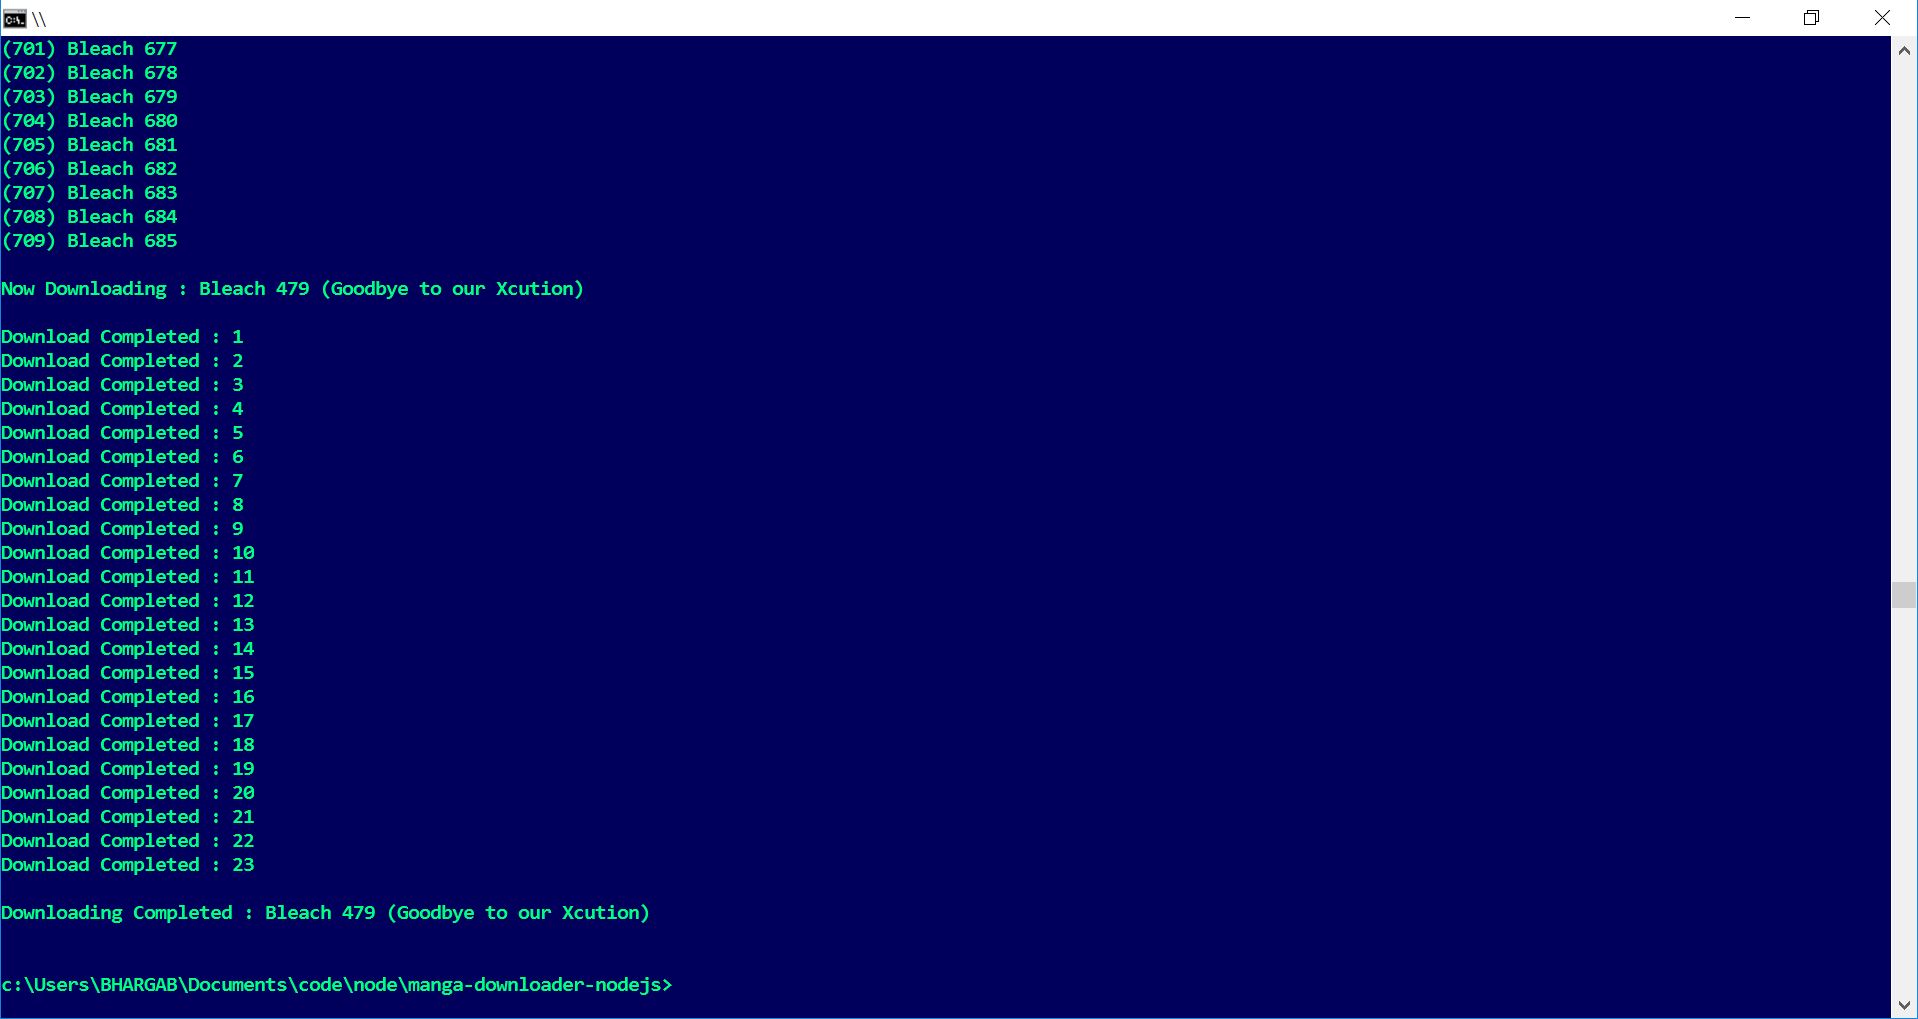 \\
(701) Bleach 677
(702) Bleach 678
(703) Bleach 679
(704) Bleach 680
(705) Bleach 681
(706) Bleach 682
(707) Bleach 683
(708) Bleach 684
(709) Bleach 685
Now Downloading : Bleach 479 (Goodbye to our Xcution)
Download Completed : 1
Download Completed : 2
Download Completed : 3
Download Completed : 4
Download Completed : 5
Download Completed : 6
Download Completed : 7
Download Completed : 8
Download Completed : 9
Download Completed : 10
Download Completed : 11
Download Completed : 12
Download Completed : 13
Download Completed : 14
Download Completed : 15
Download Completed : 16
Download Completed : 17
Download Completed : 18
Download Completed : 19
Download Completed : 20
Download Completed : 21
Download Completed : 22
Download Completed : 23
Downloading Completed : Bleach 479 (Goodbye to our Xcution)
c:\Users\BHARGAB\Documents\code\node\manga-downloader-nodejs>